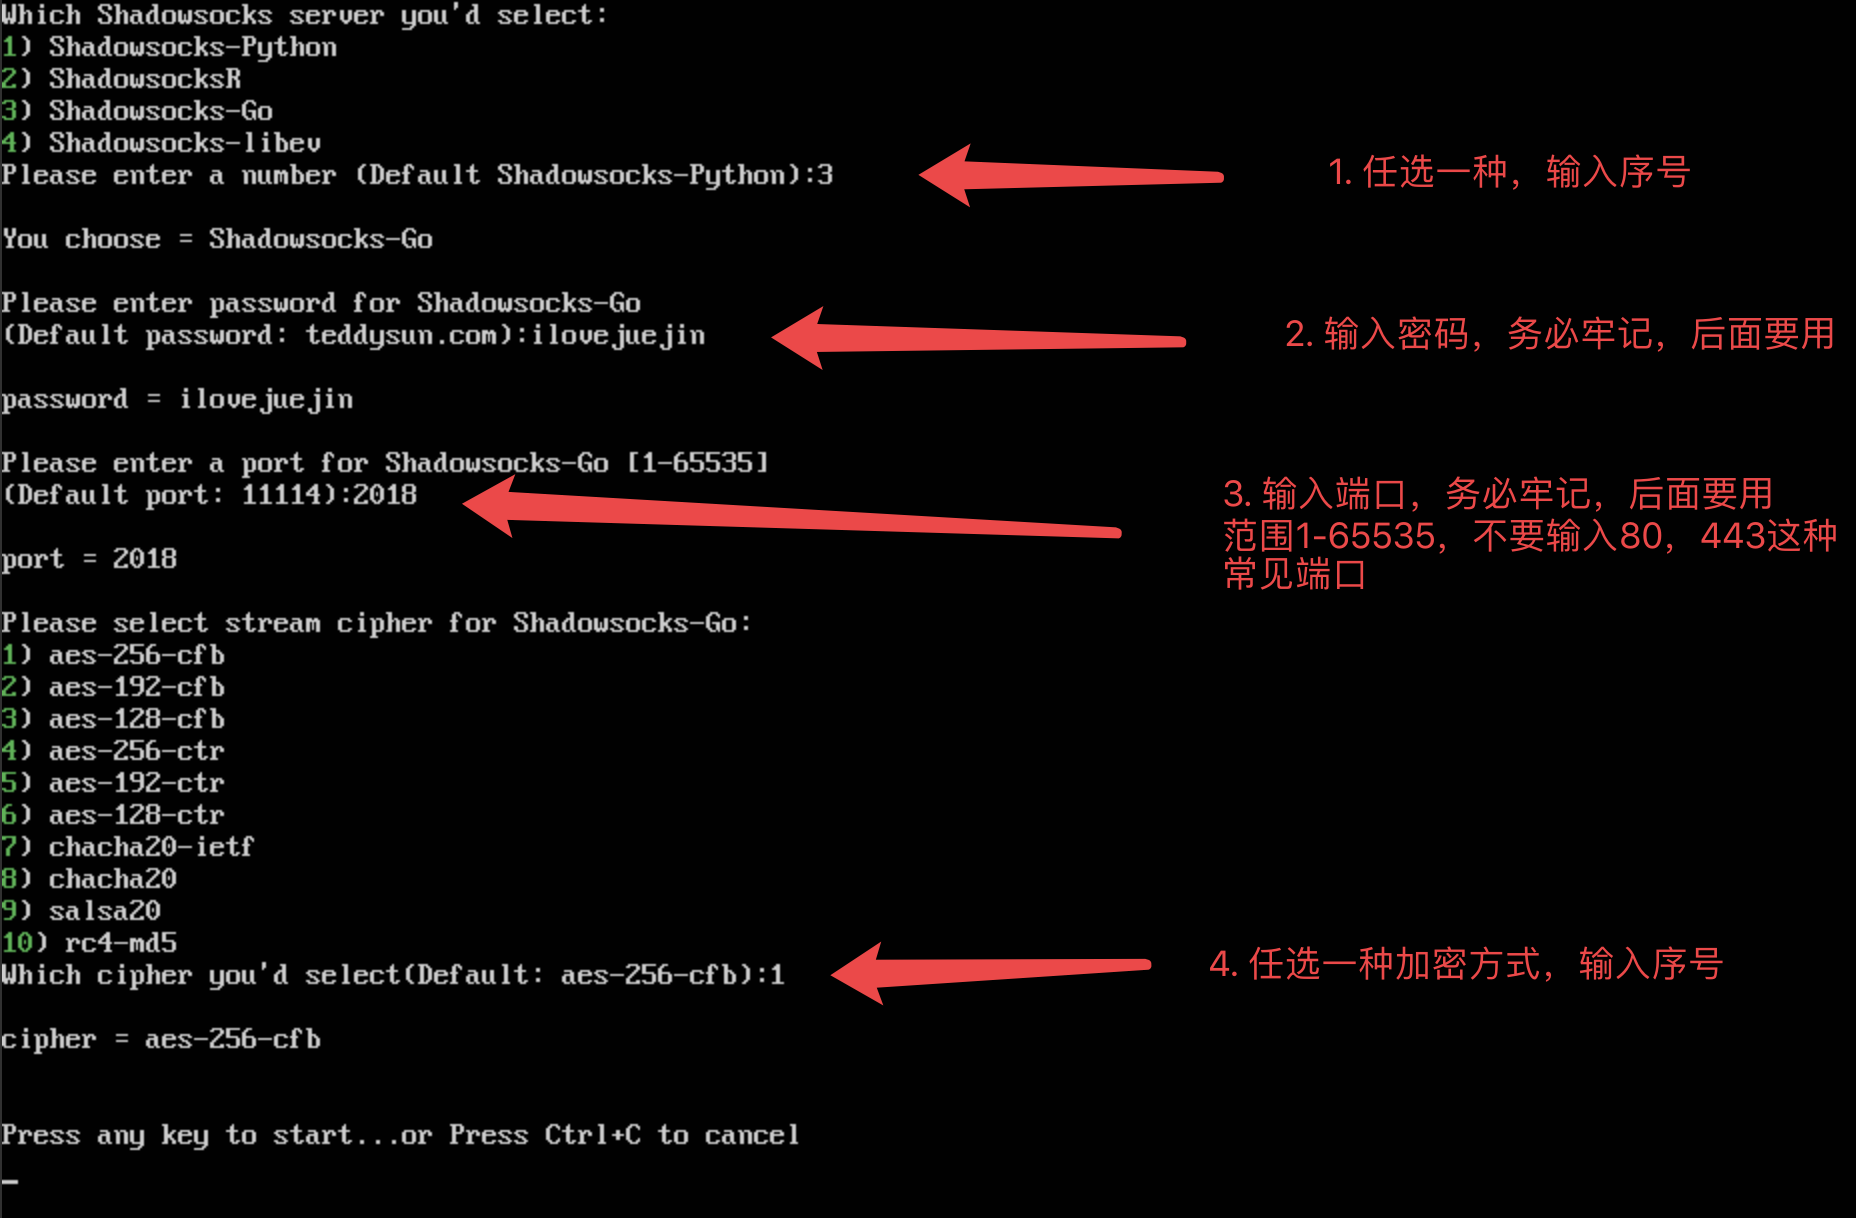 Which Shadowsocks server you'd select:
1) Shadowsocks-Python
2) ShadowsocksR
3) Shadowsocks-Go
4) Shadowsocks-libev
Please enter a number (Default Shadowsocks-Python):3
1. 任选一种，输入序号
You choose = Shadowsocks-Go
Please enter password for Shadowsocks-Go
(Default password: teddysun.com):ilovejuejin
2. 输入密码，务必牢记，后面要用
password = ilovejuejin
Please enter a port for Shadowsocks-Go [1-65535]
(Default port: 11114):2018
3. 输入端口，务必牢记，后面要用
范围1-65535，不要输入80，443这种
常见端口
port = 2018
Please select stream cipher for Shadowsocks-Go:
1) aes-256-cfb
2) aes-192-cfb
3) aes-128-cfb
4) aes-256-ctr
5) aes-192-ctr
6) aes-128-ctr
7) chacha20-ietf
8) chacha20
9) salsa20
10) rc4-md5
Which cipher you'd select(Default: aes-256-cfb):1
4. 任选一种加密方式，输入序号
cipher = aes-256-cfb
Press any key to start...or Press Ctrl+C to cancel